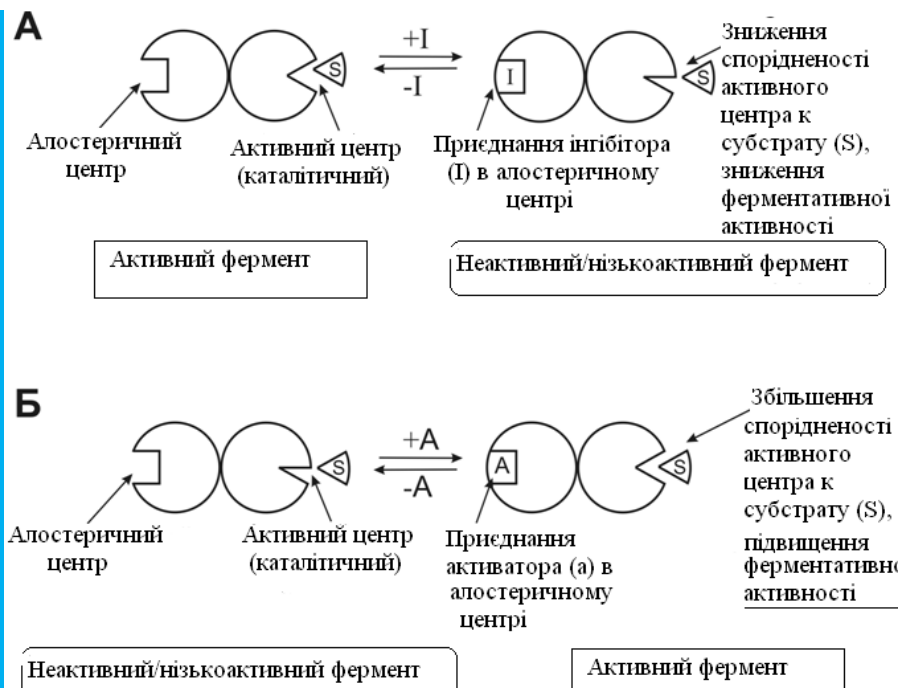 А
+I
-I
S
I
S
Алостеричний
центр
Активний центр
(каталітичний)
Приєднання інгібітора
(I) в алостеричному
центрі
Зниження
спорідненості
активного
центра к
субстрату (S),
зниження
ферментативної
активності
Активний фермент
Неактивний/нізькоактивний фермент
Б
+А
-А
S
А
S
Алостеричний
центр
Активний центр
(каталітичний)
Приєднання
активатора (а) в
алостеричному
центрі
Збільшення
спорідненості
активного
центра к
субстрату (S),
підвищення
ферментативно
активності
Неактивний/нізькоактивний фермент
Активний фермент